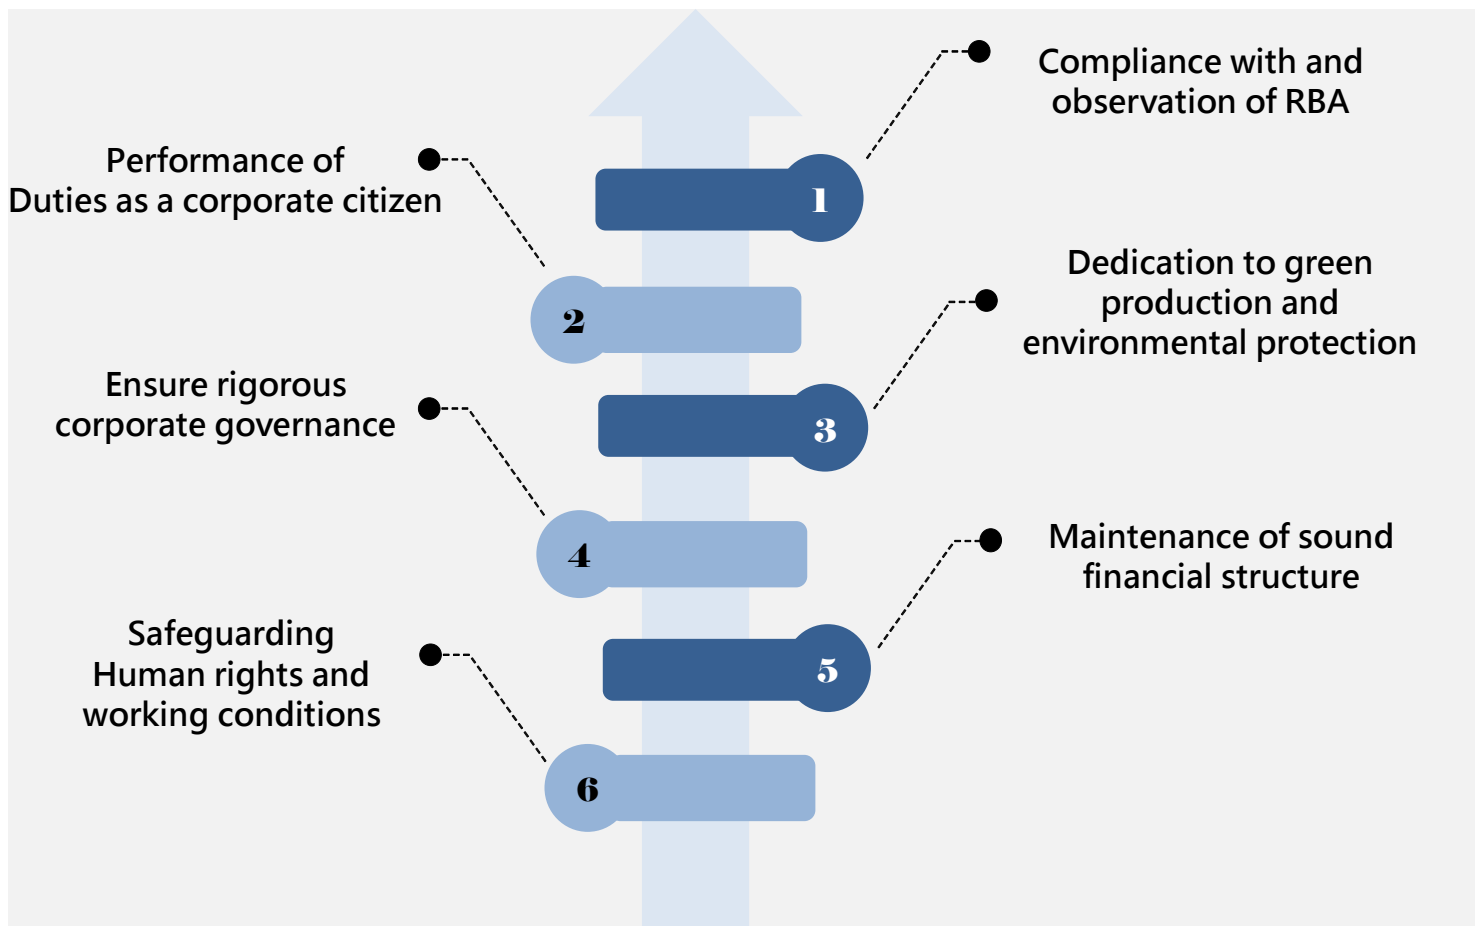 Compliance with and
observation of RBA
1
Performance of
Duties as a corporate citizen
2
Dedication to green
production and
environmental protection
3
Ensure rigorous
corporate governance
4
Maintenance of sound
financial structure
5
Safeguarding
Human rights and
working conditions
6